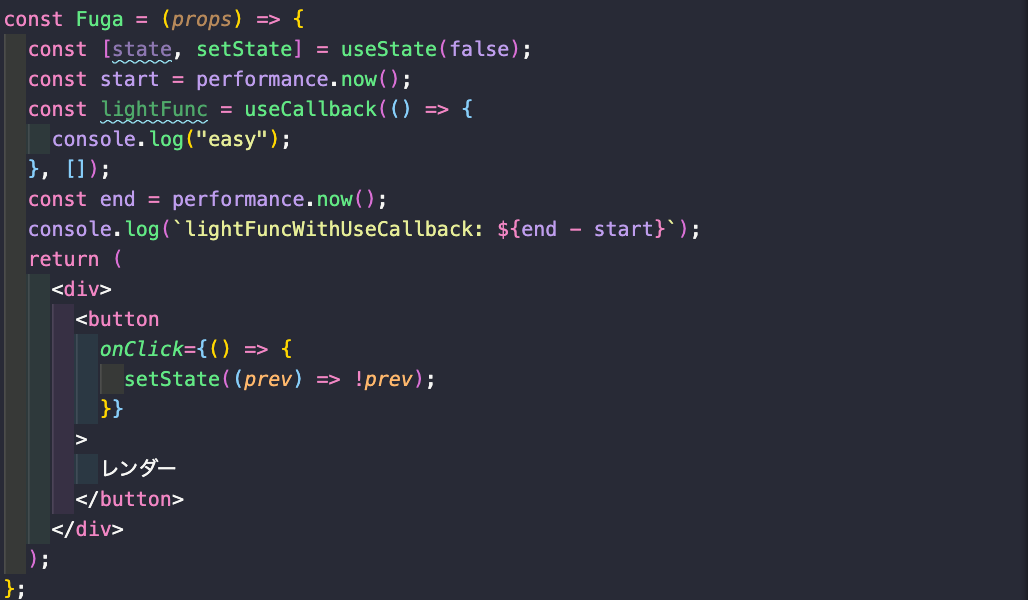 const Fuga = (props) => {
  const [state, setState] = useState(false);
  const start = performance.now();
  const lightFunc = useCallback(() => {
    console.log("easy");
  }, []);
  const end = performance.now();
  console.log(`lightFuncWithUseCallback: ${end - start}`);
  return (
    <div>
      <button
        onClick={() => {
          setState((prev) => !prev);
        }}
      >
        レンダー
      </button>
    </div>
  );
};